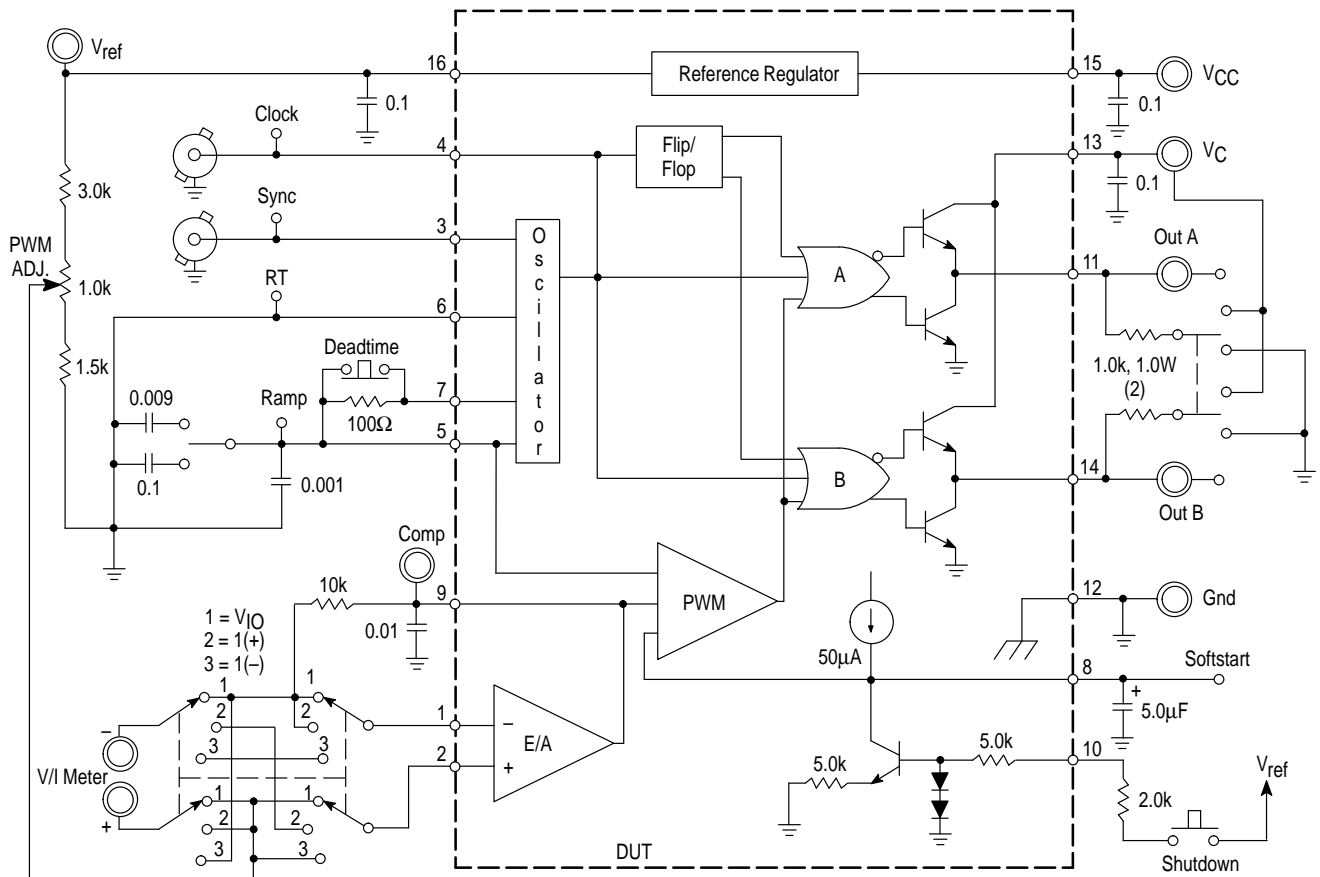 Vref
16
Reference Regulator
15
VCC
0.1
0.1
Clock
4
Flip/
Flop
13
VC
0.1
3.0k
Sync
3
O
s
c
i
l
l
a
t
o
r
PWM
ADJ.
1.0k
RT
6
A
11
Out A
1.5k
Deadtime
7
100Ω
1.0k, 1.0W
(2)
0.009
Ramp
5
0.1
0.001
B
14
Out B
Comp
10k
9
0.01
PWM
12
Gnd
50µA
8
Softstart
+
5.0µF
1 = VIO
2 = 1(+)
3 = 1(–)
1
1
2
2
3
3
–
V/I Meter
+
1
1
2
2
3
3
1
–
E/A
2
+
5.0k
5.0k
10
Vref
2.0k
Shutdown
DUT